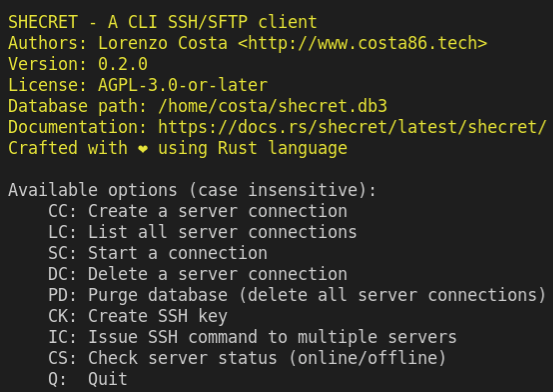 SHECRET - A CLI SSH/SFTP client
Authors: Lorenzo Costa <http://www.costa86.tech>
Version: 0.2.0
License: AGPL-3.0-or-later
Database path: /home/costa/shecret.db3
Documentation: https://docs.rs/shecret/latest/shecret/
Crafted with ❤ using Rust language

Available options (case insensitive):
    CC: Create a server connection
    LC: List all server connections
    SC: Start a connection
    DC: Delete a server connection
    PD: Purge database (delete all server connections)
    CK: Create SSH key
    IC: Issue SSH command to multiple servers
    CS: Check server status (online/offline)
    Q:  Quit